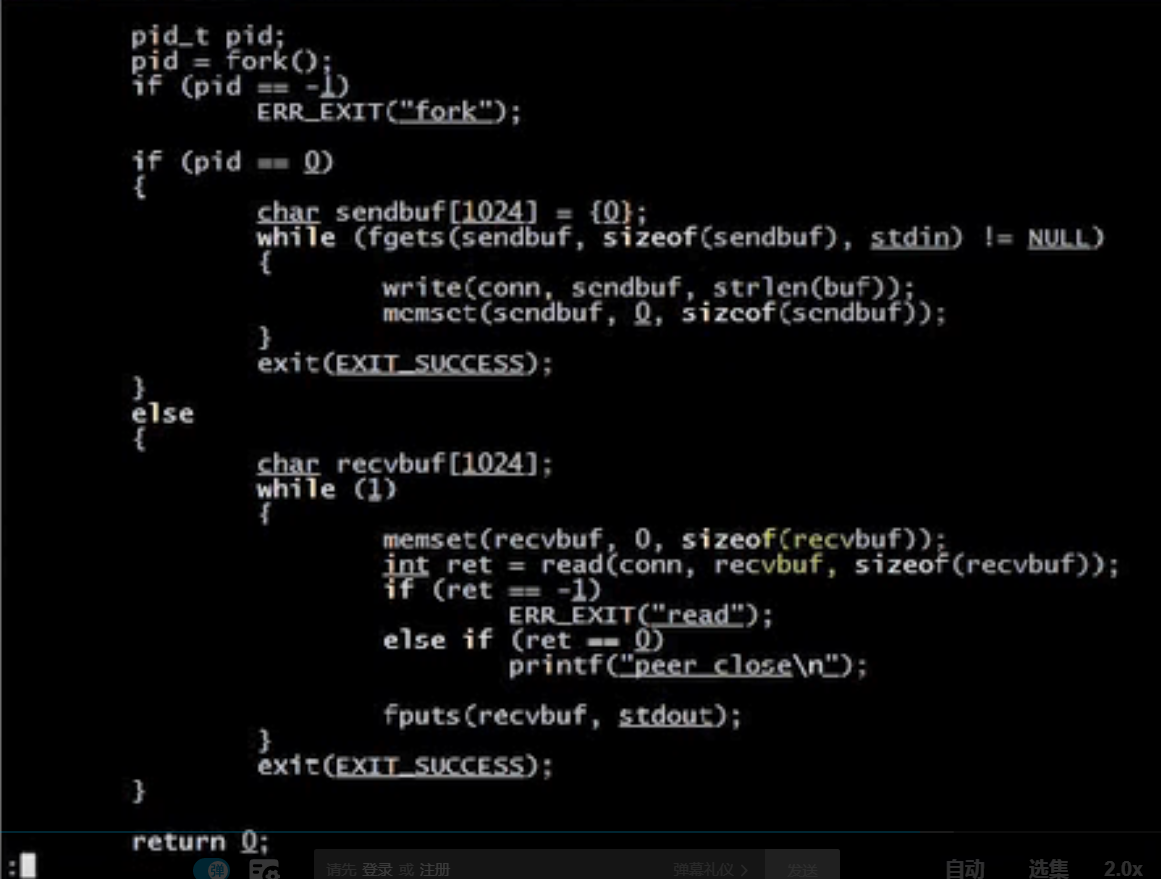 pid_t pid;
pid = fork();
if (pid == -1)
ERR_EXIT("fork");
if (pid == 0)
{
char sendbuf[1024] = {0};
while (fgets(sendbuf, sizeof(sendbuf), stdin) != NULL)
{
write(conn, sendbuf, strlen(buf));
memset(sendbuf, 0, sizeof(sendbuf));
}
exit(EXIT_SUCCESS);
}
else
{
char recvbuf[1024];
while (1)
{
memset(recvbuf, 0, sizeof(recvbuf));
int ret = read(conn, recvbuf, sizeof(recvbuf));
if (ret == -1)
ERR_EXIT("read");
else if (ret == 0)
printf("peer close\n");
fputs(recvbuf, stdout);
}
exit(EXIT_SUCCESS);
}
return 0;
:
弹 请先 登录 或 注册 弹幕礼仪 > 发送 自动 选集 2.0x